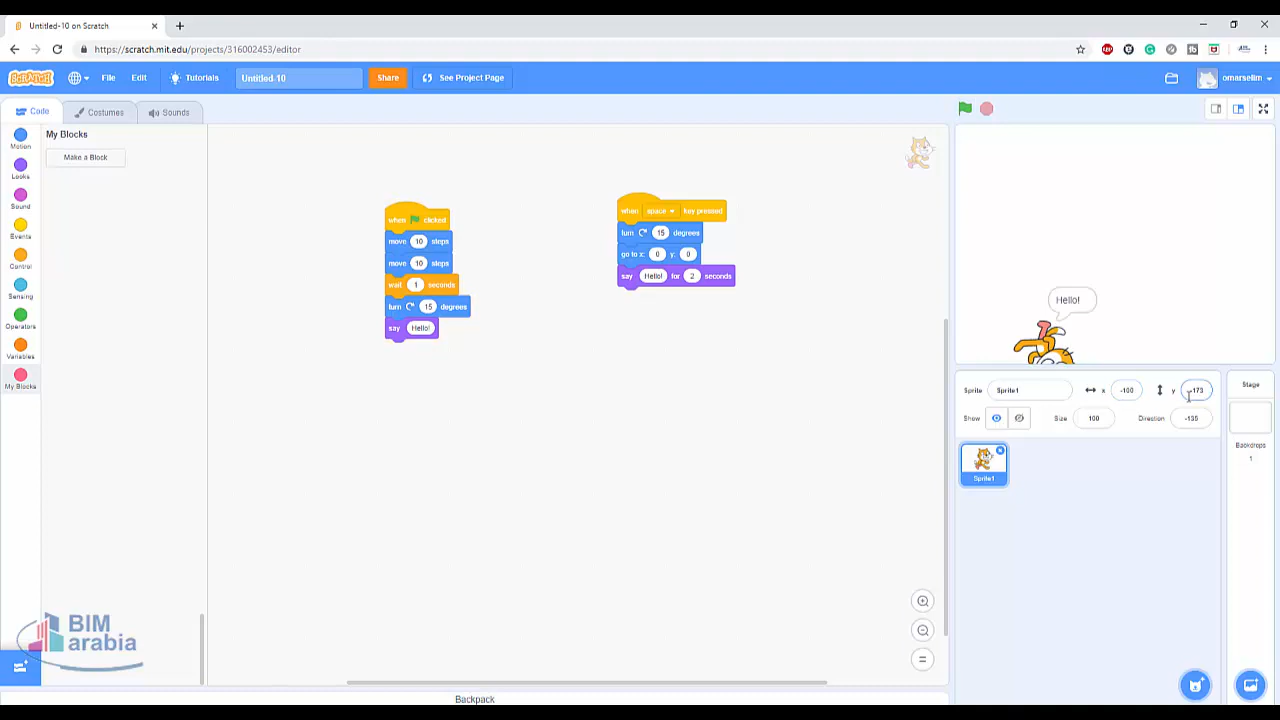 Untitled-10 on Scratch
https://scratch.mit.edu/projects/316002453/editor
SCRATCH
File
Edit
Tutorials
Untitled-10
Share
See Project Page
omarselim
Code
Costumes
Sounds
Motion
Looks
Sound
Events
Control
Sensing
Operators
Variables
My Blocks
My Blocks
Make a Block
when clicked
move 10 steps
move 10 steps
wait 1 seconds
turn 15 degrees
say Hello!
when space key pressed
turn 15 degrees
go to x: 0 y: 0
say Hello! for 2 seconds
Hello!
Sprite Sprite1 x -100 y -173
Show Size 100 Direction -135
Sprite1
Stage
Backdrops
1
BIM
arabia
Backpack